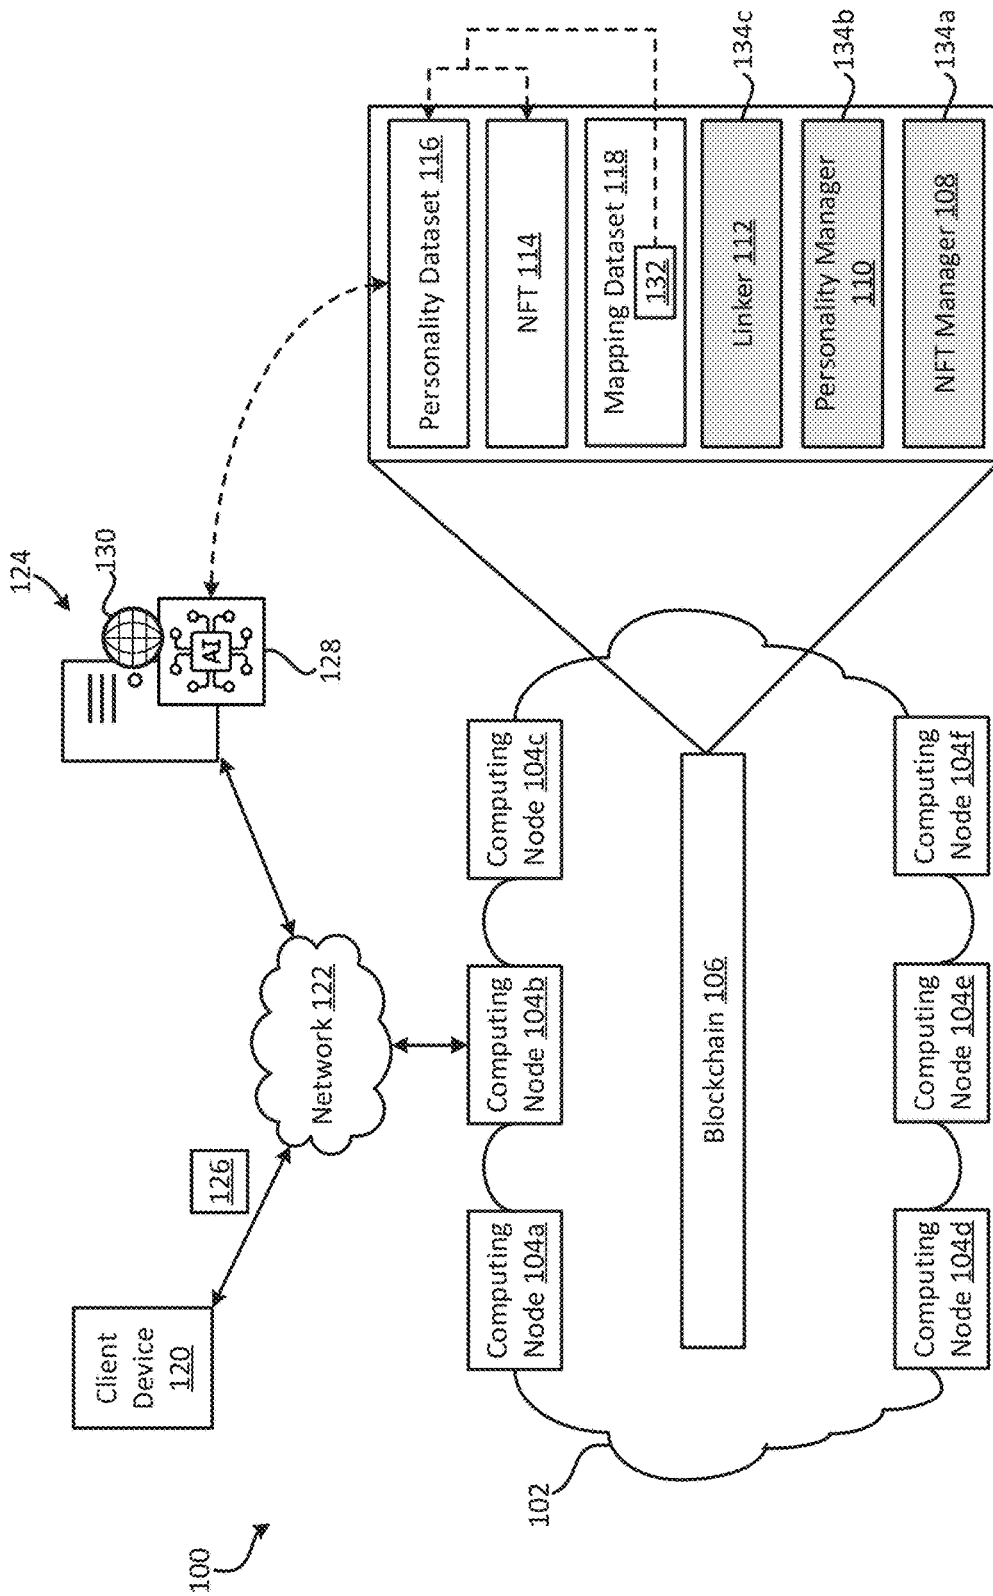 100
Client
Device
120
126
Network 122
124
130
AI
128
102
Computing
Node 104a
Computing
Node 104b
Computing
Node 104c
Blockchain 106
Computing
Node 104d
Computing
Node 104e
Computing
Node 104f
Personality Dataset 116
NFT 114
Mapping Dataset 118
132
Linker 112
134c
Personality Manager
110
134b
NFT Manager 108
134a